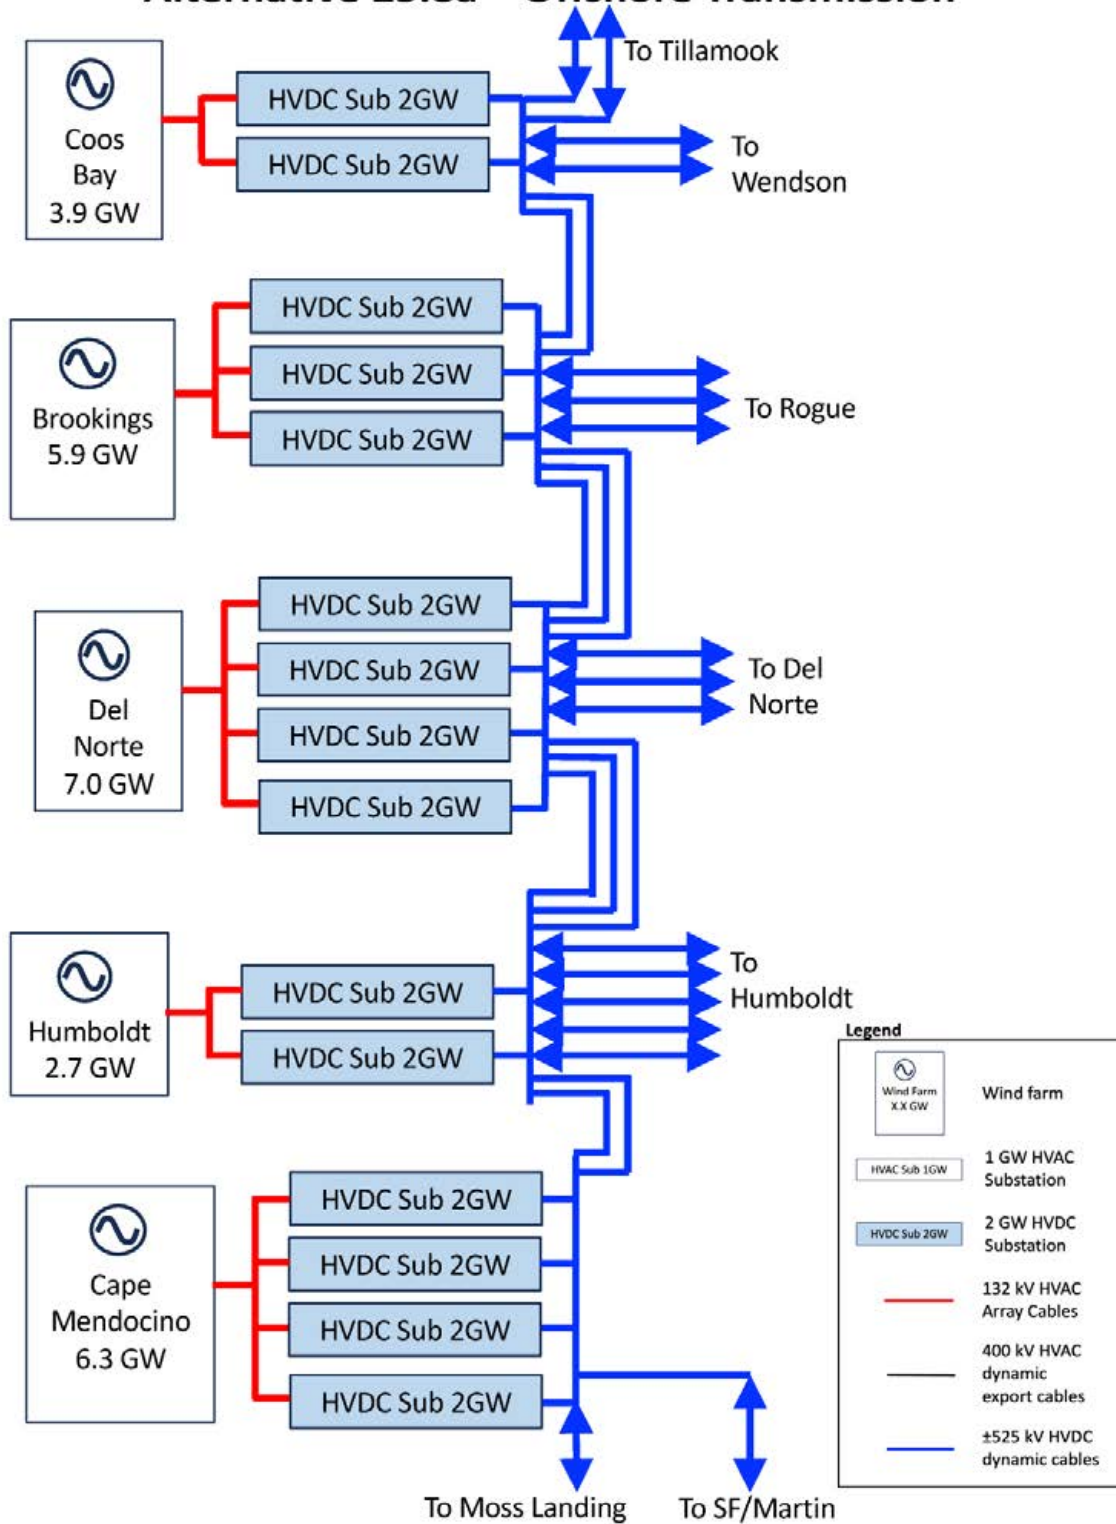 To Tillamook
HVDC Sub 2GW
HVDC Sub 2GW
Coos
Bay
3.9 GW
To
Wendson
HVDC Sub 2GW
HVDC Sub 2GW
HVDC Sub 2GW
Brookings
5.9 GW
To Rogue
HVDC Sub 2GW
HVDC Sub 2GW
HVDC Sub 2GW
HVDC Sub 2GW
Del
Norte
7.0 GW
To Del
Norte
HVDC Sub 2GW
HVDC Sub 2GW
Humboldt
2.7 GW
To
Humboldt
HVDC Sub 2GW
HVDC Sub 2GW
HVDC Sub 2GW
HVDC Sub 2GW
Cape
Mendocino
6.3 GW
To Moss Landing
To SF/Martin
Legend
Wind Farm
X.X GW
Wind farm
HVAC Sub 1GW
1 GW HVAC
Substation
HVDC Sub 2GW
2 GW HVDC
Substation
132 kV HVAC
Array Cables
400 kV HVAC
dynamic
export cables
±525 kV HVDC
dynamic cables